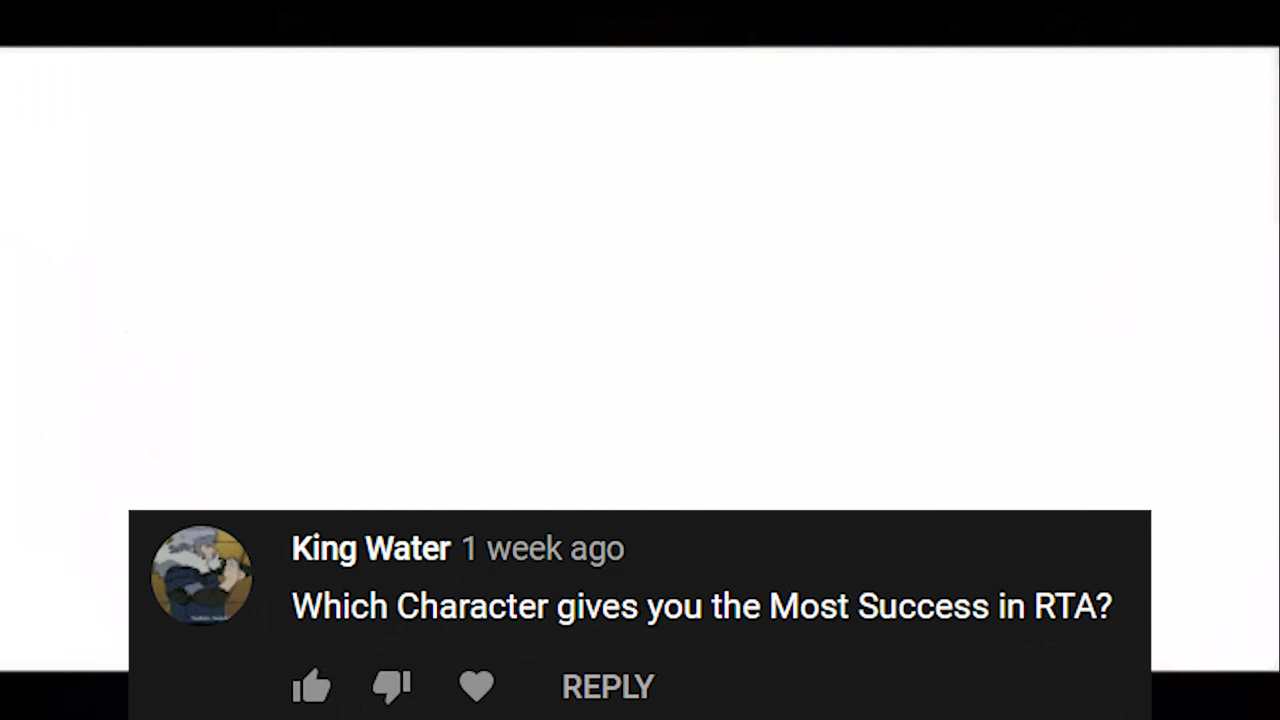 King Water 1 week ago
Which Character gives you the Most Success in RTA?
REPLY